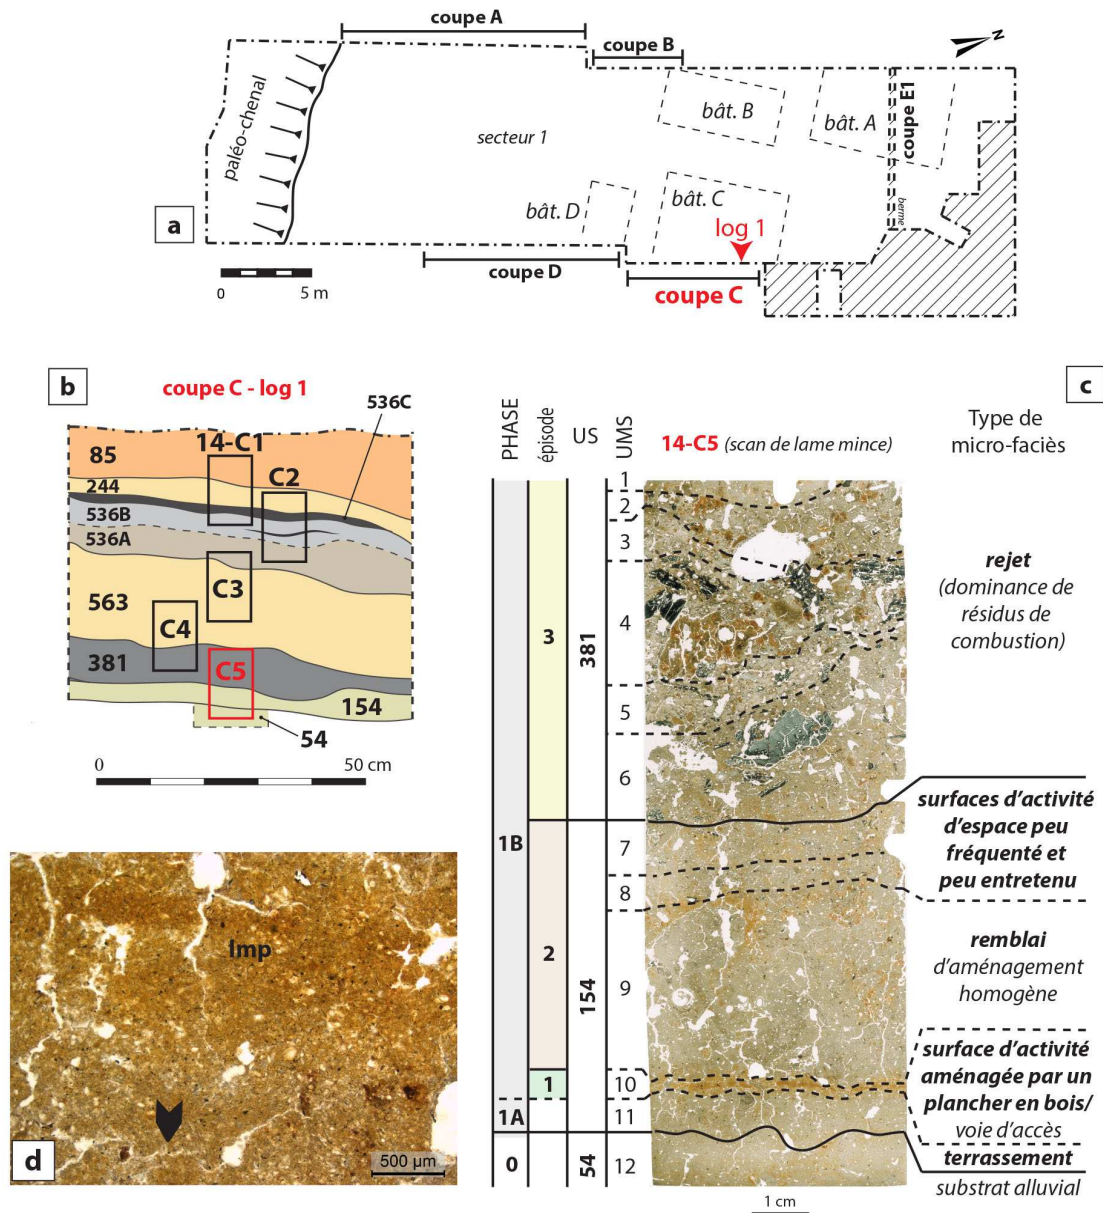 coupe A
coupe B
N
paléo-chenal
secteur 1
bât. B
bât. A
coupe E1
berme
bât. D
bât. C
log 1
a
0 5 m
coupe D
coupe C
b
coupe C - log 1
536C
85
14-C1
244
C2
536B
536A
C3
563
C4
381
C5
154
54
0 50 cm
c
PHASE
épisode
US
UMS
14-C5 (scan de lame mince)
Type de
micro-faciès
1
2
3
4
5
6
7
8
9
10
11
12
3
2
1
381
154
54
1B
1A
0
rejet
(dominance de
résidus de
combustion)
surfaces d'activité
d'espace peu
fréquenté et
peu entretenu
remblai
d'aménagement
homogène
surface d'activité
aménagée par un
plancher en bois/
voie d'accès
terrassement
substrat alluvial
1 cm
Imp
d
500 µm